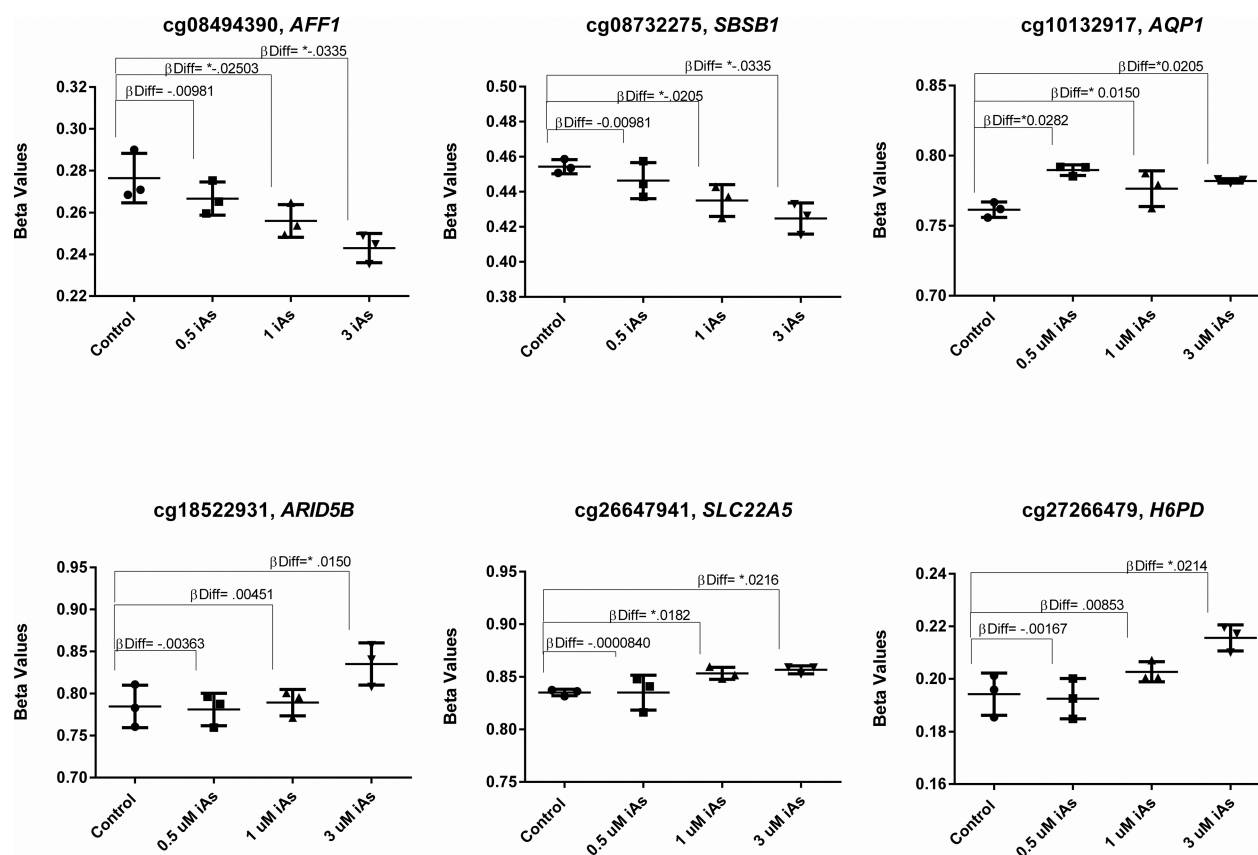 cg08494390, AFF1
βDiff= *-.0335
βDiff= *-.02503
βDiff= -.00981
0.32
0.30
0.28
0.26
0.24
0.22
Beta Values
Control
0.5 iAs
1 iAs
3 iAs
cg08732275, SBSB1
βDiff= *-.0335
βDiff= *-.0205
βDiff= -0.00981
0.50
0.48
0.46
0.44
0.42
0.40
0.38
Beta Values
Control
0.5 iAs
1 iAs
3 iAs
cg10132917, AQP1
βDiff=*0.0205
βDiff=* 0.0150
βDiff=*0.0282
0.85
0.80
0.75
0.70
Beta Values
Control
0.5 uM iAs
1 uM iAs
3 uM iAs
cg18522931, ARID5B
βDiff=* .0150
βDiff= .00451
βDiff= -.00363
0.95
0.90
0.85
0.80
0.75
0.70
Beta Values
Control
0.5 uM iAs
1 uM iAs
3 uM iAs
cg26647941, SLC22A5
βDiff= *.0216
βDiff= *.0182
βDiff= -.0000840
0.95
0.90
0.85
0.80
0.75
Beta Values
Control
0.5 uM iAs
1 uM iAs
3 uM iAs
cg27266479, H6PD
βDiff= *.0214
βDiff= .00853
βDiff= -.00167
0.24
0.22
0.20
0.18
0.16
Beta Values
Control
0.5 uM iAs
1 uM iAs
3 uM iAs